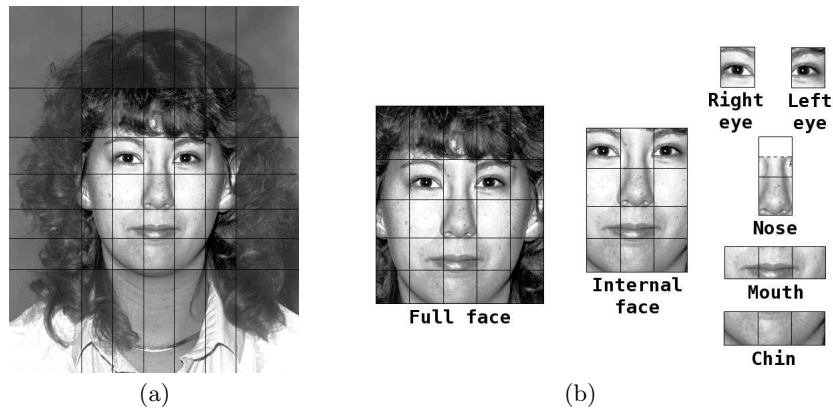 Right
eye
Left
eye
Nose
Full face
Internal
face
Mouth
Chin
(a)
(b)